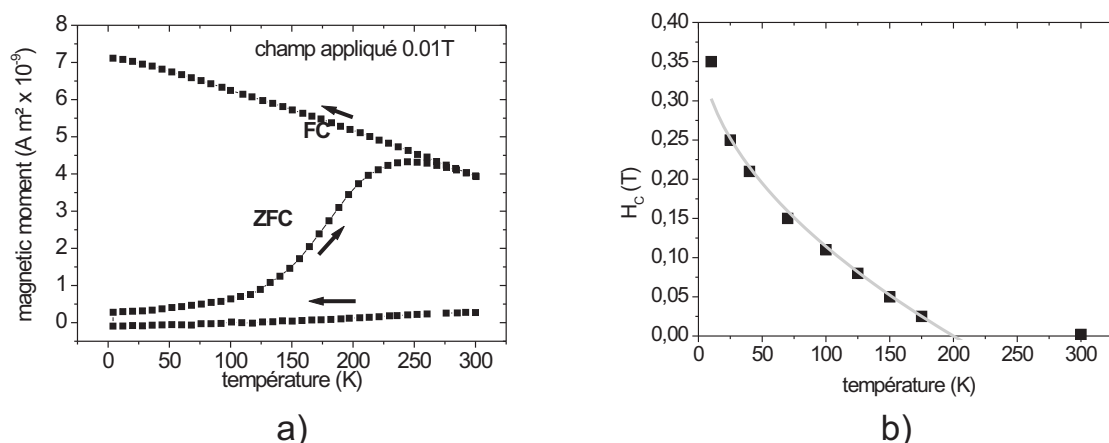 champ appliqué 0.01T
FC
ZFC
magnetic moment (A m² x 10⁻⁹)
8
7
6
5
4
3
2
1
0
0 50 100 150 200 250 300
température (K)
a)
0,40
0,35
0,30
0,25
0,20
0,15
0,10
0,05
0,00
H_C (T)
0 50 100 150 200 250 300
température (K)
b)